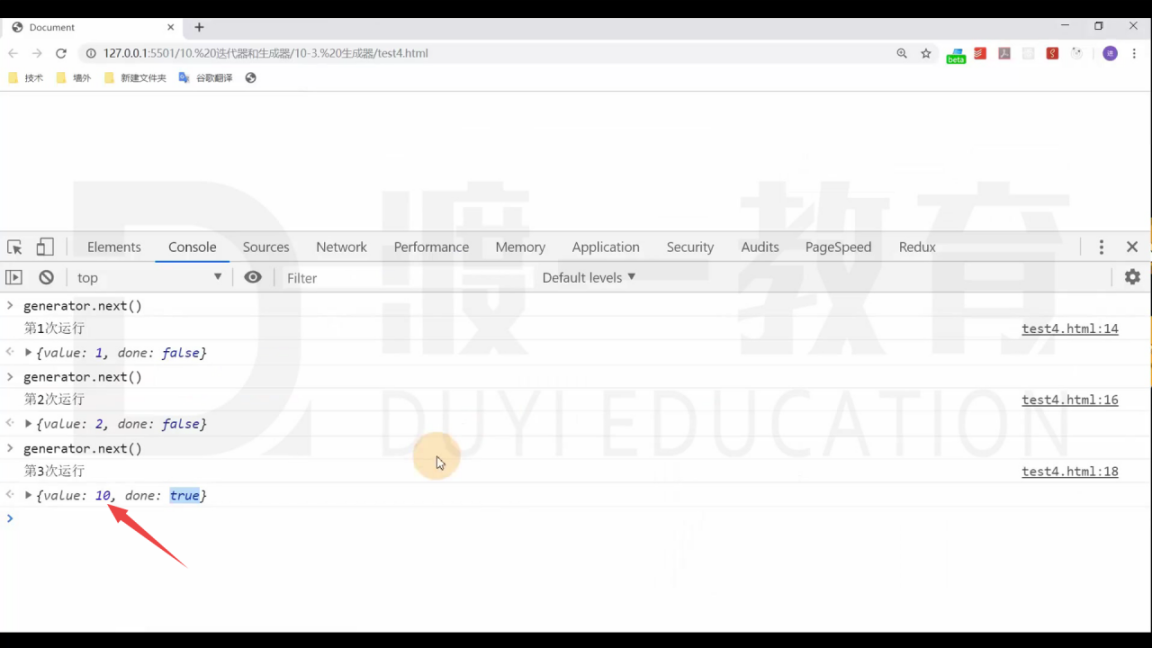 Document
127.0.0.1:5501/10.%20迭代器和生成器/10-3.%20生成器/test4.html
beta
技术 墙外 新建文件夹 谷歌翻译
渡一教育
DUYI EDUCATION
Elements Console Sources Network Performance Memory Application Security Audits PageSpeed Redux
top Filter Default levels
generator.next()
第1次运行 test4.html:14
{value: 1, done: false}
generator.next()
第2次运行 test4.html:16
{value: 2, done: false}
generator.next()
第3次运行 test4.html:18
{value: 10, done: true}